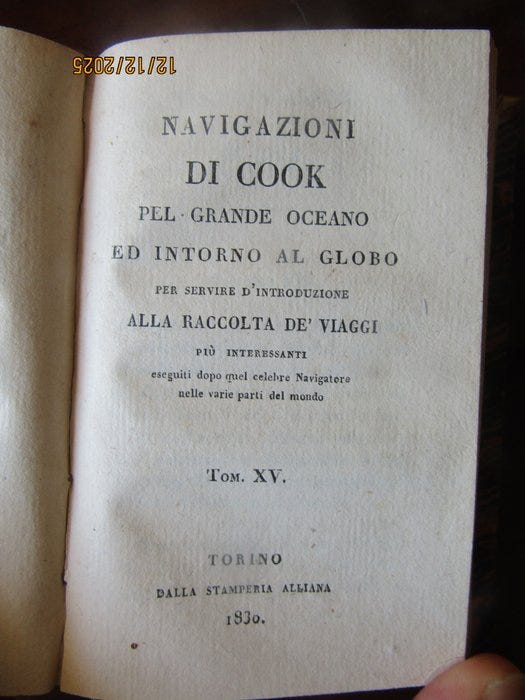 12/12/2025
NAVIGAZIONI
DI COOK
PEL GRANDE OCEANO
ED INTORNO AL GLOBO
PER SERVIRE D'INTRODUZIONE
ALLA RACCOLTA DE' VIAGGI
PIÙ INTERESSANTI
eseguiti dopo quel celebre Navigatore
nelle varie parti del mondo
TOM. XV.
TORINO
DALLA STAMPERIA ALLIANA
1830.